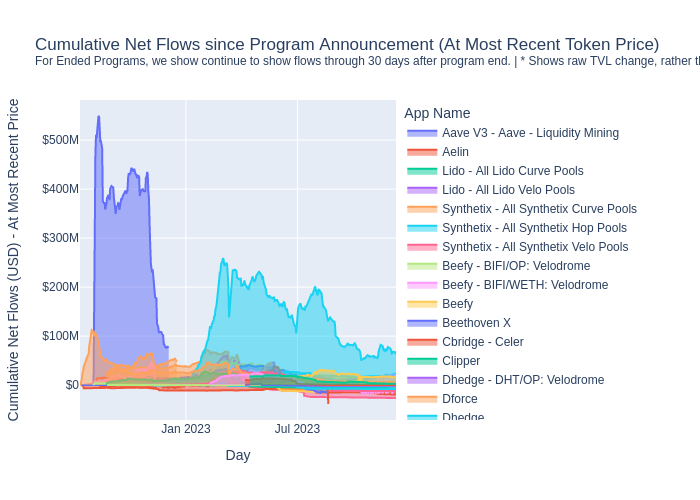 Cumulative Net Flows since Program Announcement (At Most Recent Token Price)
For Ended Programs, we show continue to show flows through 30 days after program end. | * Shows raw TVL change, rather
App Name
Aave V3 - Aave - Liquidity Mining
Aelin
Lido - All Lido Curve Pools
Lido - All Lido Velo Pools
Synthetix - All Synthetix Curve Pools
Synthetix - All Synthetix Hop Pools
Synthetix - All Synthetix Velo Pools
Beefy - BIFI/OP: Velodrome
Beefy - BIFI/WETH: Velodrome
Beefy
Beethoven X
Cbridge - Celer
Clipper
Dhedge - DHT/OP: Velodrome
Dforce
Dhedge
Cumulative Net Flows (USD) - At Most Recent Price
$500M
$400M
$300M
$200M
$100M
$0
Jan 2023
Jul 2023
Day